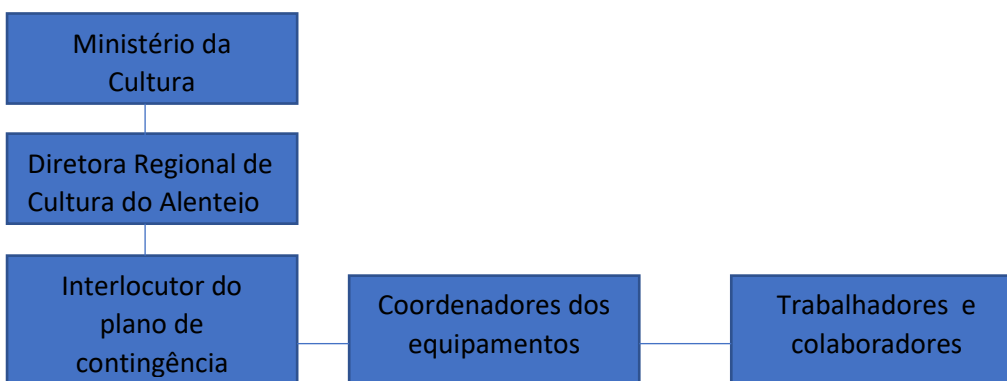 Ministério da
Cultura
Diretora Regional de
Cultura do Alentejo
Interlocutor do
plano de
contingência
Coordenadores dos
equipamentos
Trabalhadores e
colaboradores